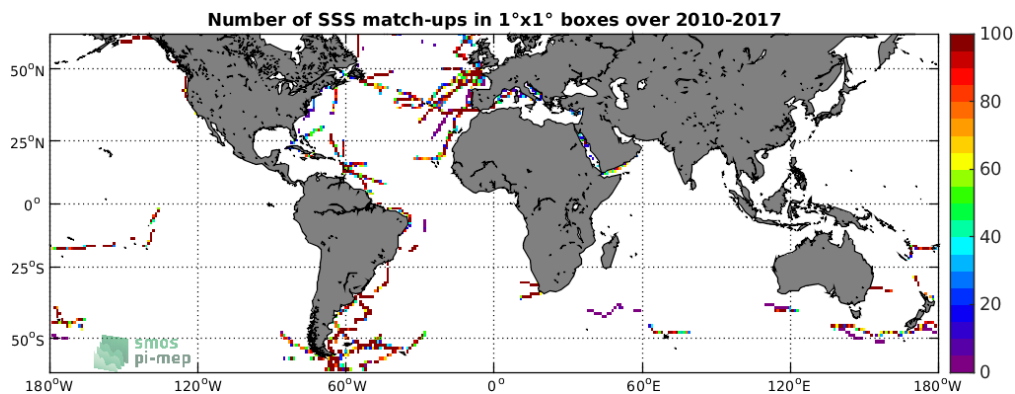 Number of SSS match-ups in 1°x1° boxes over 2010-2017
100
50°N
80
25°N
60
0°
40
25°S
20
50°S
smos
pi-mep
0
180°W 120°W 60°W 0° 60°E 120°E 180°W